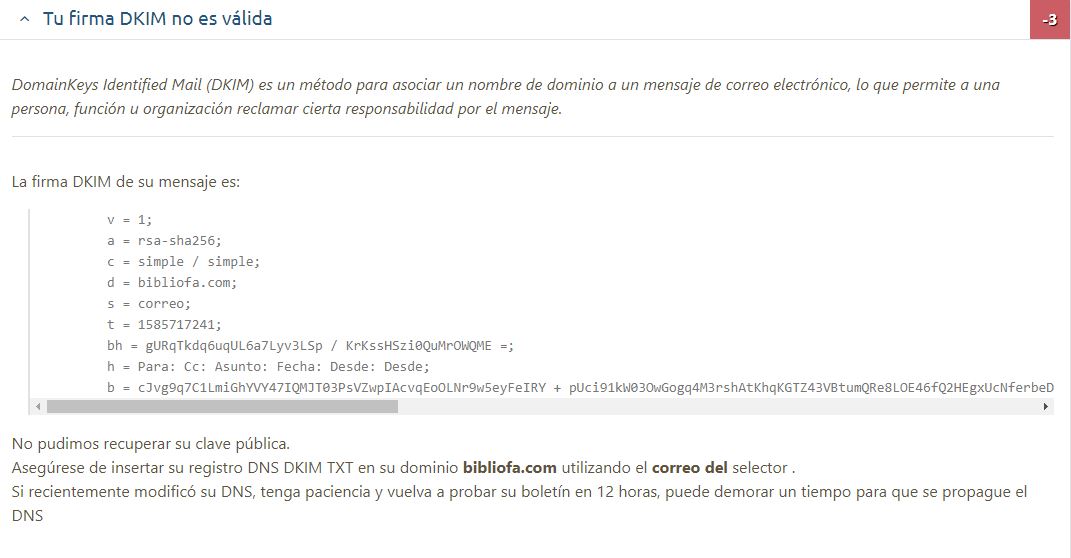 Tu firma DKIM no es válida
-3
DomainKeys Identified Mail (DKIM) es un método para asociar un nombre de dominio a un mensaje de correo electrónico, lo que permite a una
persona, función u organización reclamar cierta responsabilidad por el mensaje.
La firma DKIM de su mensaje es:
v = 1;
a = rsa-sha256;
c = simple / simple;
d = bibliofa.com;
s = correo;
t = 1585717241;
bh = gURqTkdq6uqUL6a7Lyv3LSp / KrKssHSzi0QuMrOWQME =;
h = Para: Cc: Asunto: Fecha: Desde: Desde;
b = cJvg9q7C1LmiGhYVY47IQMJT03PsVZwpIAcvqEoOLNr9w5eyFeIRY + pUci91kW03OwGogq4M3rshAtKhqKGTZ43VBtumQRe8LOE46fQ2HEgxUcNferbeD
No pudimos recuperar su clave pública.
Asegúrese de insertar su registro DNS DKIM TXT en su dominio bibliofa.com utilizando el correo del selector .
Si recientemente modificó su DNS, tenga paciencia y vuelva a probar su boletín en 12 horas, puede demorar un tiempo para que se propague el
DNS